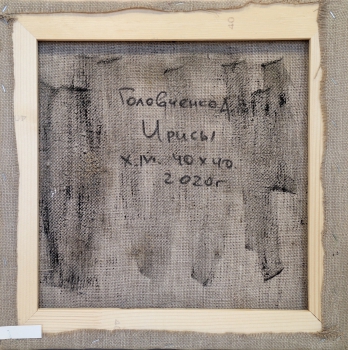 Головченко А.
Ирисы
х.м. 40х40.
2020г